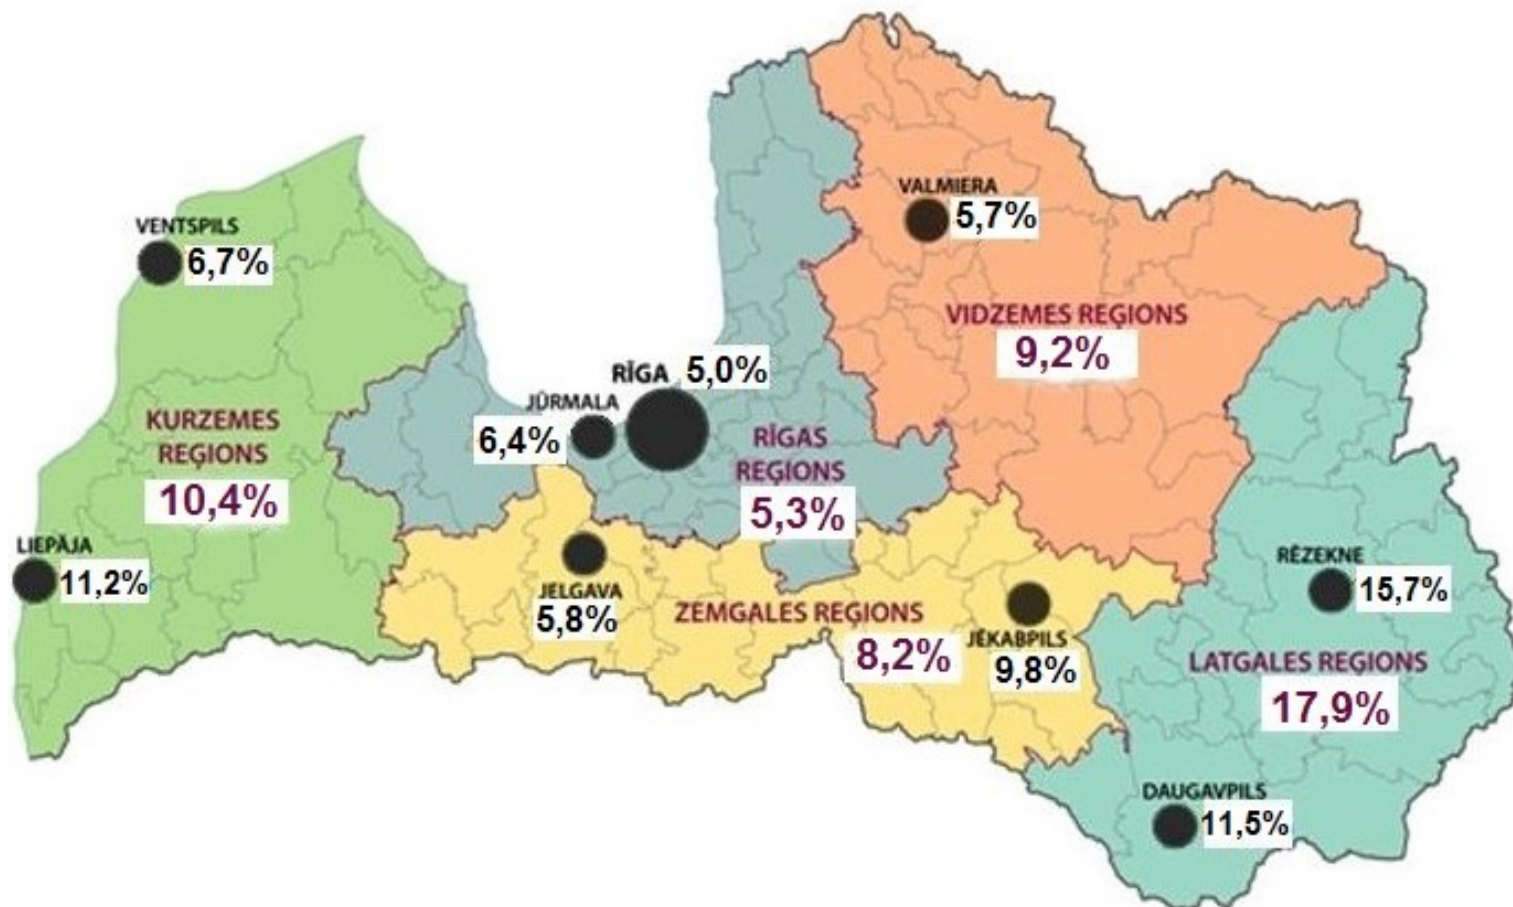 VALMIERA
5,7%
VENTSPILS
6,7%
VIDZEMES REĢIONS
9,2%
RĪGA 5,0%
JŪRMALA
6,4%
KURZEMES
REĢIONS
10,4%
RĪGAS
REĢIONS
5,3%
LIEPĀJA
11,2%
JELGAVA
5,8%
ZEMGALES REĢIONS
8,2%
JĒKABPILS
9,8%
RĒZEKNE
15,7%
LATGALES REĢIONS
17,9%
DAUGAVPILS
11,5%